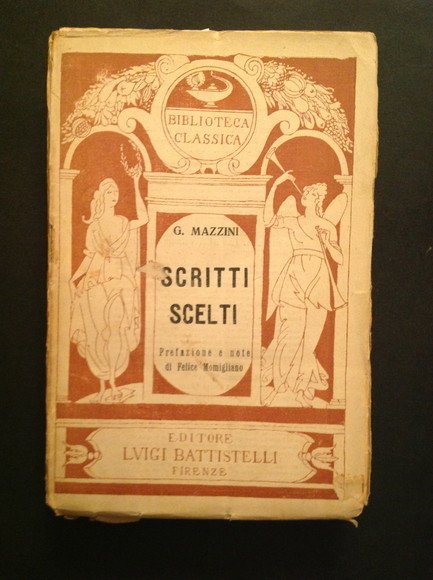 BIBLIOTECA
CLASSICA
G. MAZZINI
SCRITTI
SCELTI
Prefazione e note
di Felice Momigliano
EDITORE
LVIGI BATTISTELLI
FIRENZE